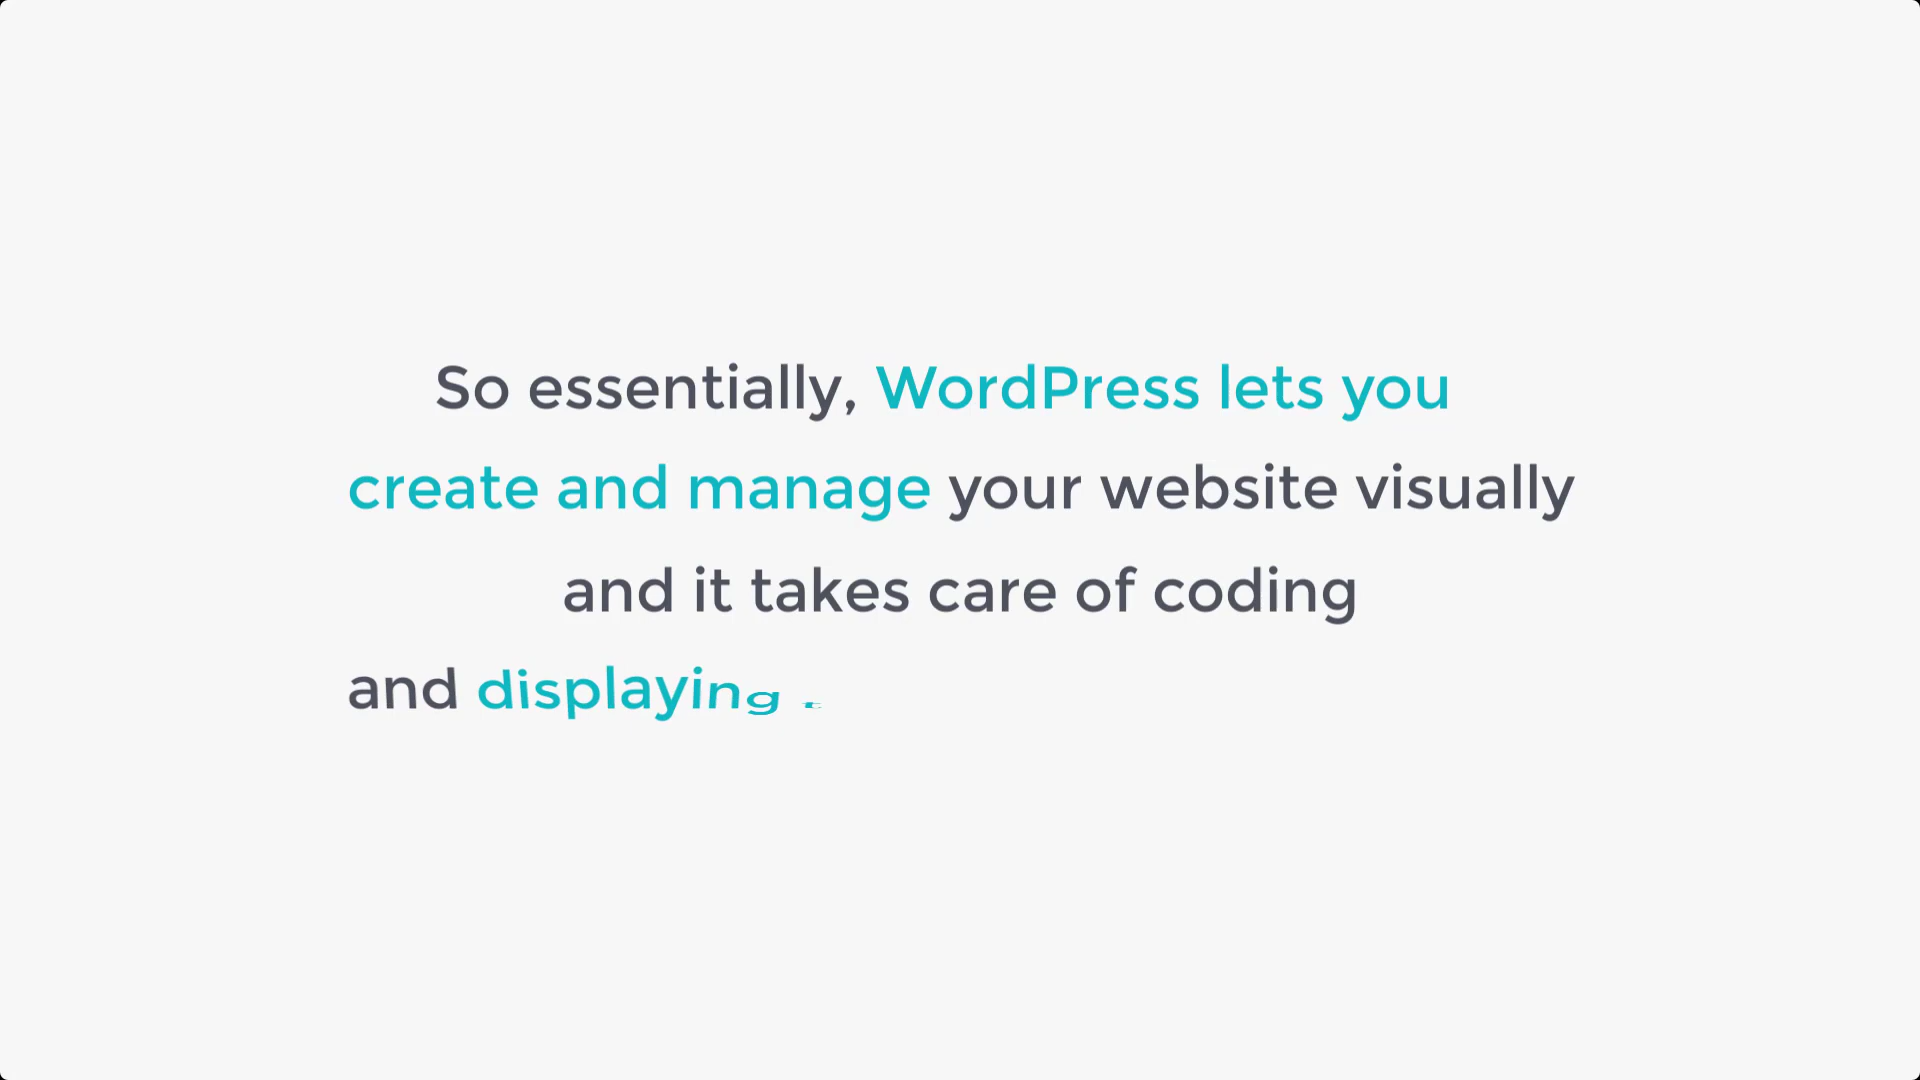 So essentially, WordPress lets you
create and manage your website visually
and it takes care of coding
and displaying t